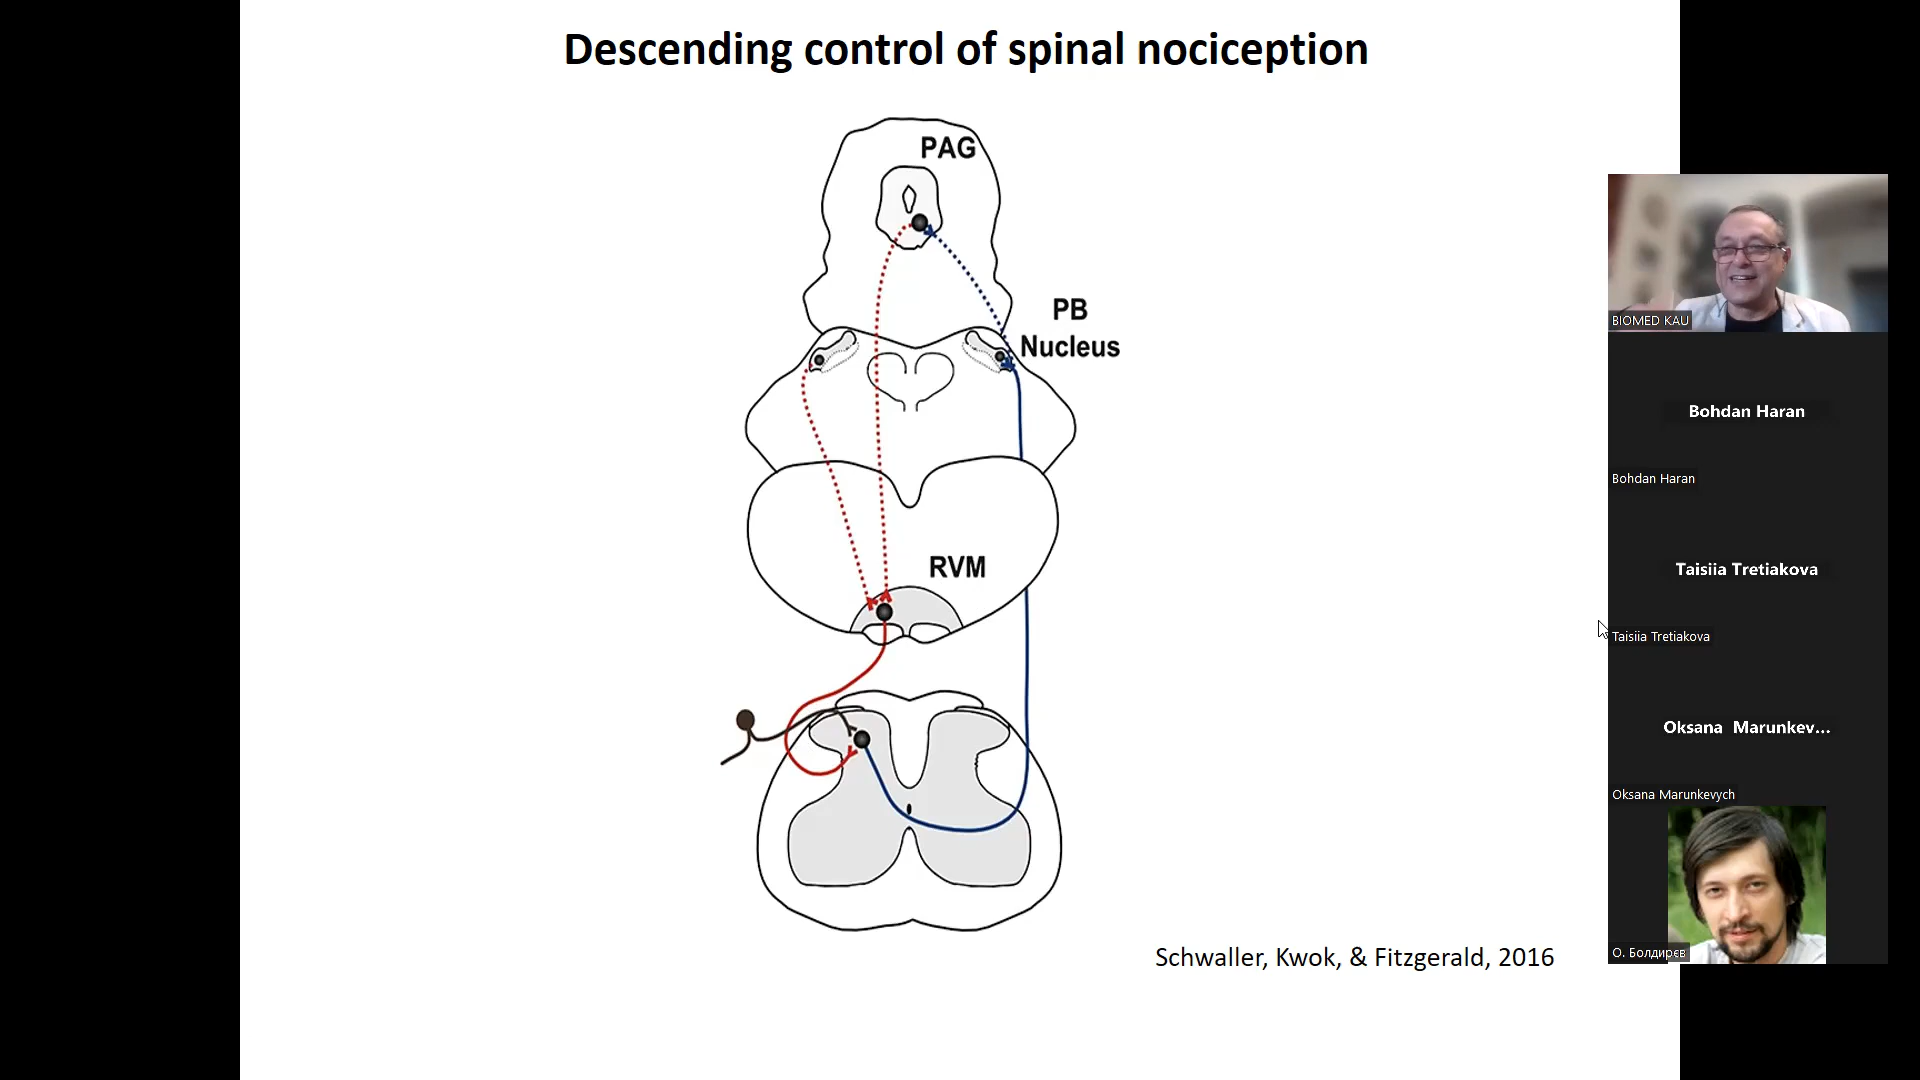 Descending control of spinal nociception
PAG
PB
Nucleus
RVM
Schwaller, Kwok, & Fitzgerald, 2016
BIOMED KAU
Bohdan Haran
Bohdan Haran
Taisiia Tretiakova
Taisiia Tretiakova
Oksana Marunkev...
Oksana Marunkevych
О. Болдирєв